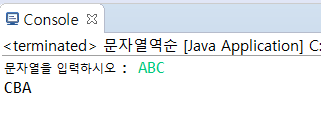 Console
<terminated> 문자열역순 [Java Application] C:
문자열을 입력하시오 : ABC
CBA